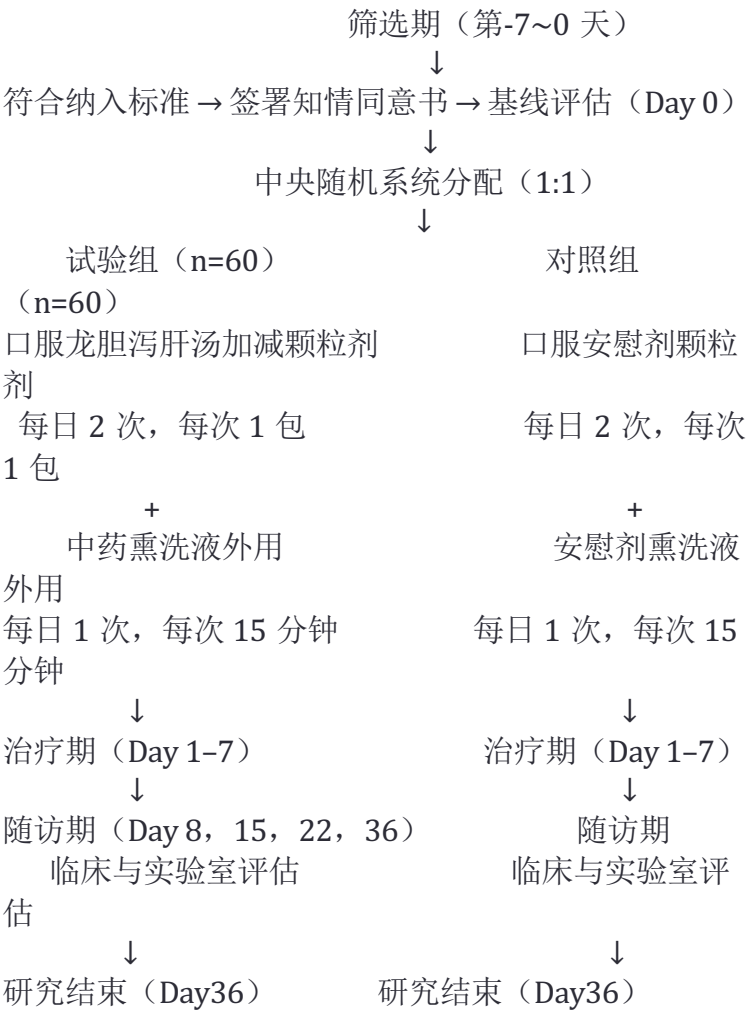 筛选期（第-7~0 天）
↓
符合纳入标准 → 签署知情同意书 → 基线评估（Day 0）
↓
中央随机系统分配（1:1）
↓
试验组（n=60） 对照组
（n=60）
口服龙胆泻肝汤加减颗粒剂 口服安慰剂颗粒
剂
每日 2 次，每次 1 包 每日 2 次，每次
1 包
+ +
中药熏洗液外用 安慰剂熏洗液
外用
每日 1 次，每次 15 分钟 每日 1 次，每次 15
分钟
↓ ↓
治疗期（Day 1–7） 治疗期（Day 1–7）
↓ ↓
随访期（Day 8，15，22，36） 随访期
临床与实验室评估 临床与实验室评
估
↓ ↓
研究结束（Day36） 研究结束（Day36）